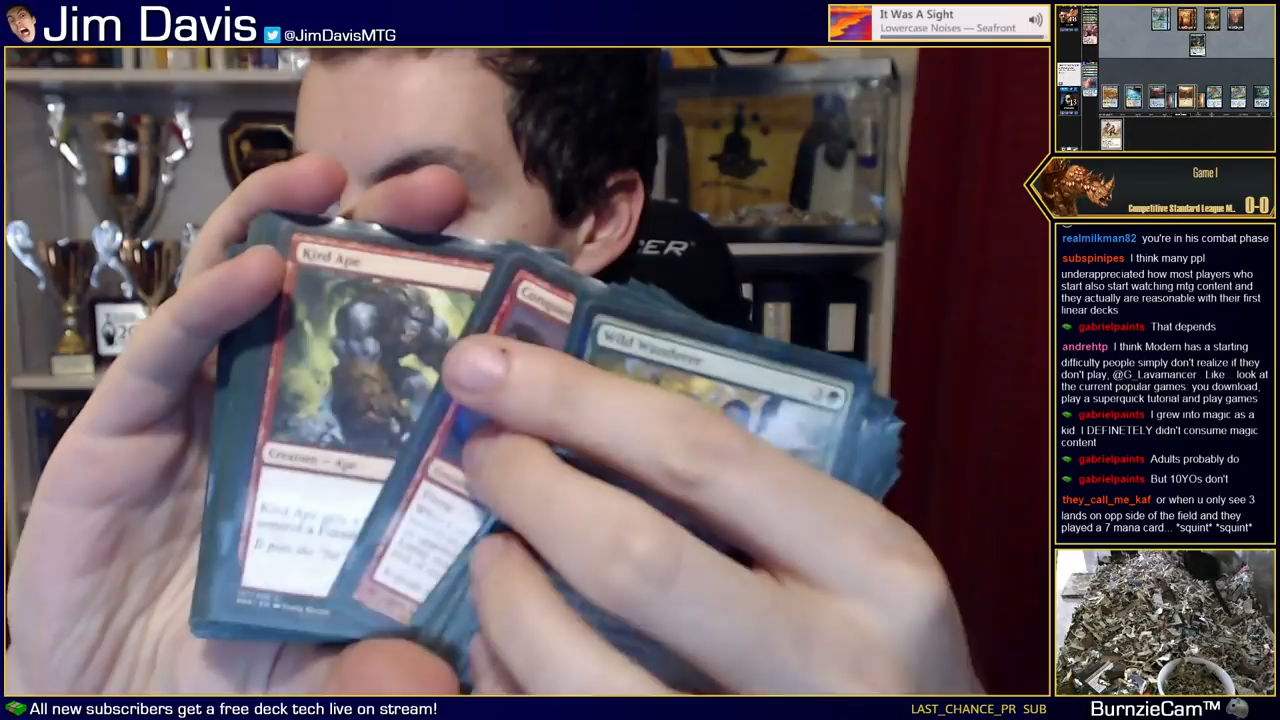 Jim Davis @JimDavisMTG
It Was A Sight
Lowercase Noises — Seafront
Kird Ape
Creature — Ape
Wild Wanderer
3
Game 1
Competitive Standard League M..
0-0
realmilkman82 you're in his combat phase
subspinipes I think many ppl
underappreciated how most players who
start also start watching mtg content and
they actually are reasonable with their first
linear decks
gabrielpaints That depends
andrehtp I think Modern has a starting
difficulty people simply don't realize if they
don't play, @G_Lavamancer . Like... look at
the current popular games: you download,
play a superquick tutorial and play games
gabrielpaints I grew into magic as a
kid. I DEFINETELY didn't consume magic
content
gabrielpaints Adults probably do
gabrielpaints But 10YOs don't
they_call_me_kaf or when u only see 3
lands on opp side of the field and they
played a 7 mana card... *squint* *squint*
All new subscribers get a free deck tech live on stream!
LAST_CHANCE_PR SUB
BurnzieCam™